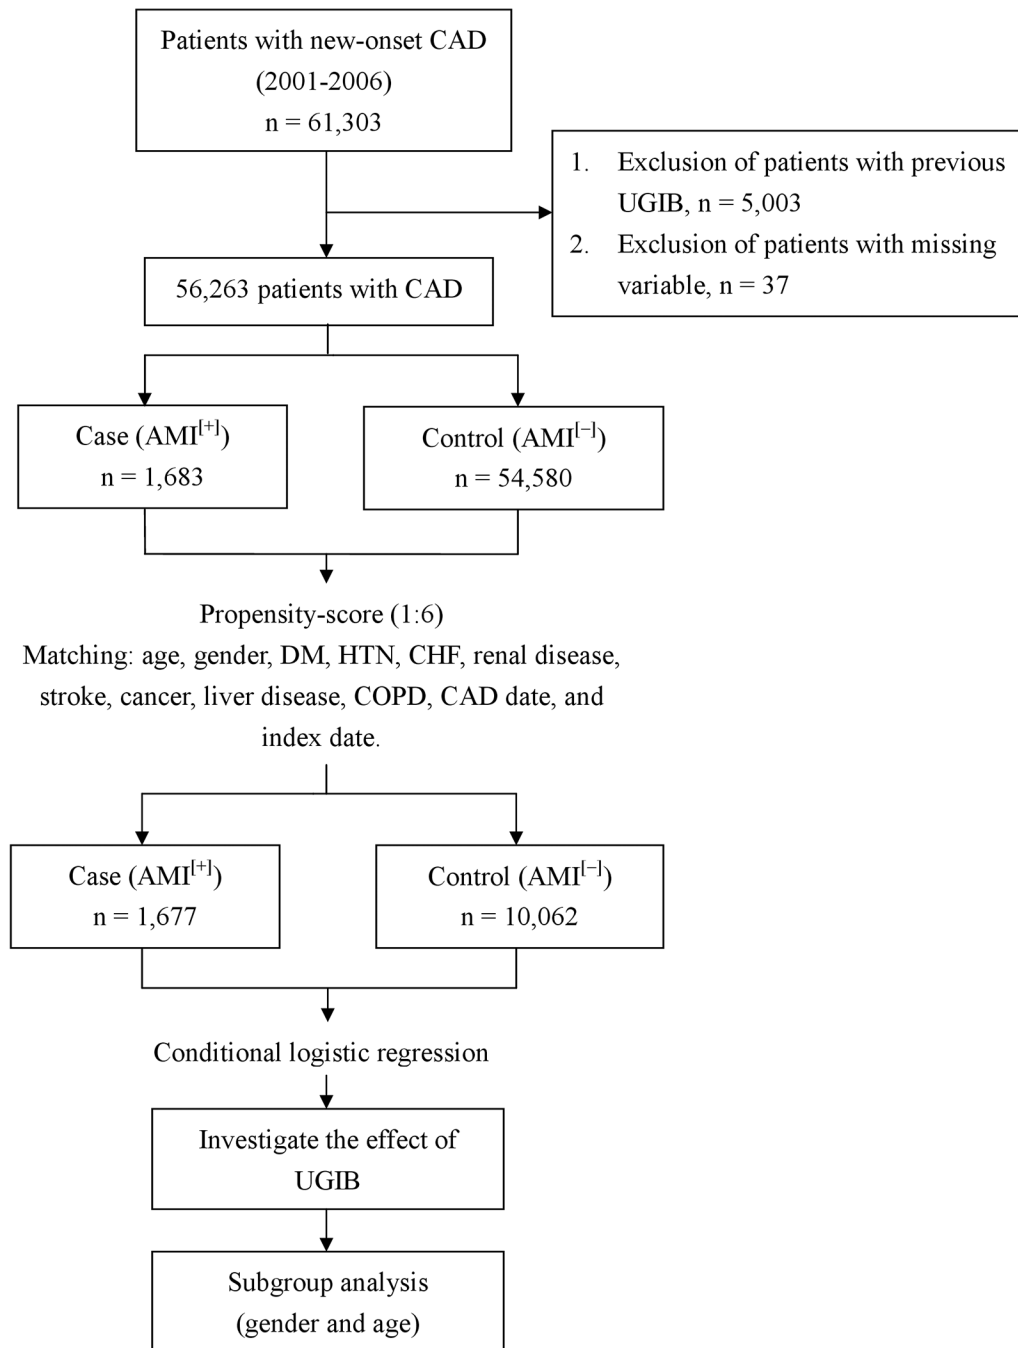 Patients with new-onset CAD
(2001-2006)
n = 61,303
1. Exclusion of patients with previous
UGIB, n = 5,003
2. Exclusion of patients with missing
variable, n = 37
56,263 patients with CAD
Case (AMI[+])
n = 1,683
Control (AMI[−])
n = 54,580
Propensity-score (1:6)
Matching: age, gender, DM, HTN, CHF, renal disease,
stroke, cancer, liver disease, COPD, CAD date, and
index date.
Case (AMI[+])
n = 1,677
Control (AMI[−])
n = 10,062
Conditional logistic regression
Investigate the effect of
UGIB
Subgroup analysis
(gender and age)